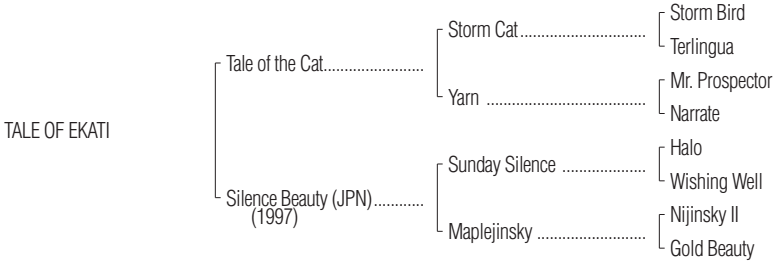 Storm Bird
Storm Cat..............................
Terlingua
Tale of the Cat........................
Mr. Prospector
Yarn ......................................
Narrate
TALE OF EKATI
Halo
Sunday Silence ....................
Wishing Well
Silence Beauty (JPN)............
(1997)
Nijinsky II
Maplejinsky ..........................
Gold Beauty